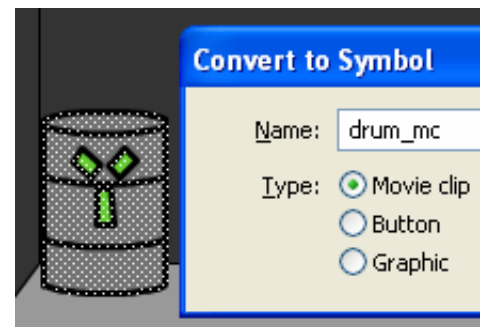 Convert to Symbol
Name: drum_mc
Type: Movie clip
Button
Graphic